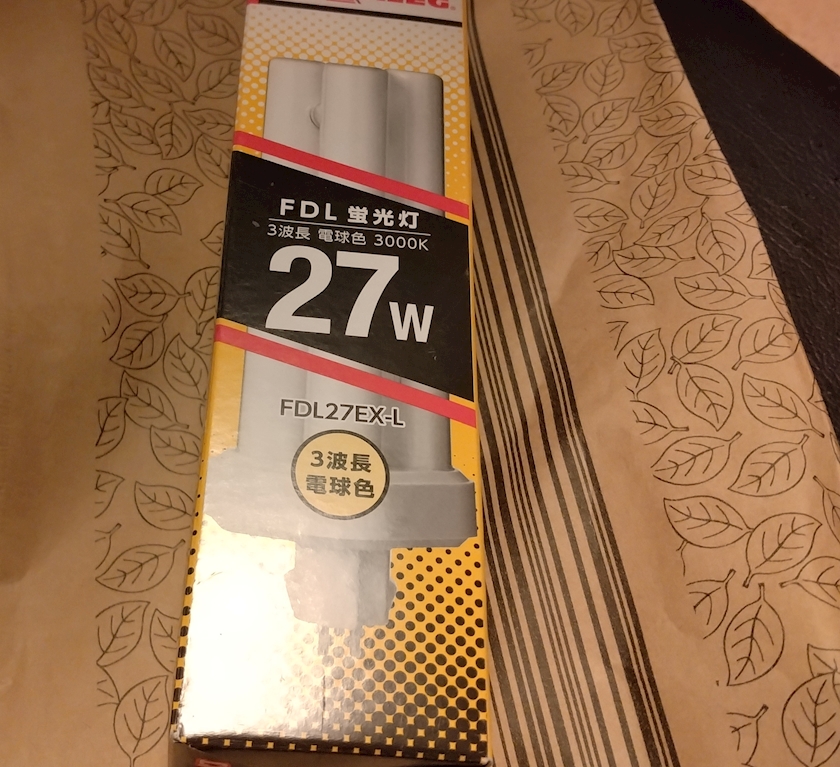 FDL 蛍光灯
3波長 電球色 3000K
27W
FDL27EX-L
3波長
電球色